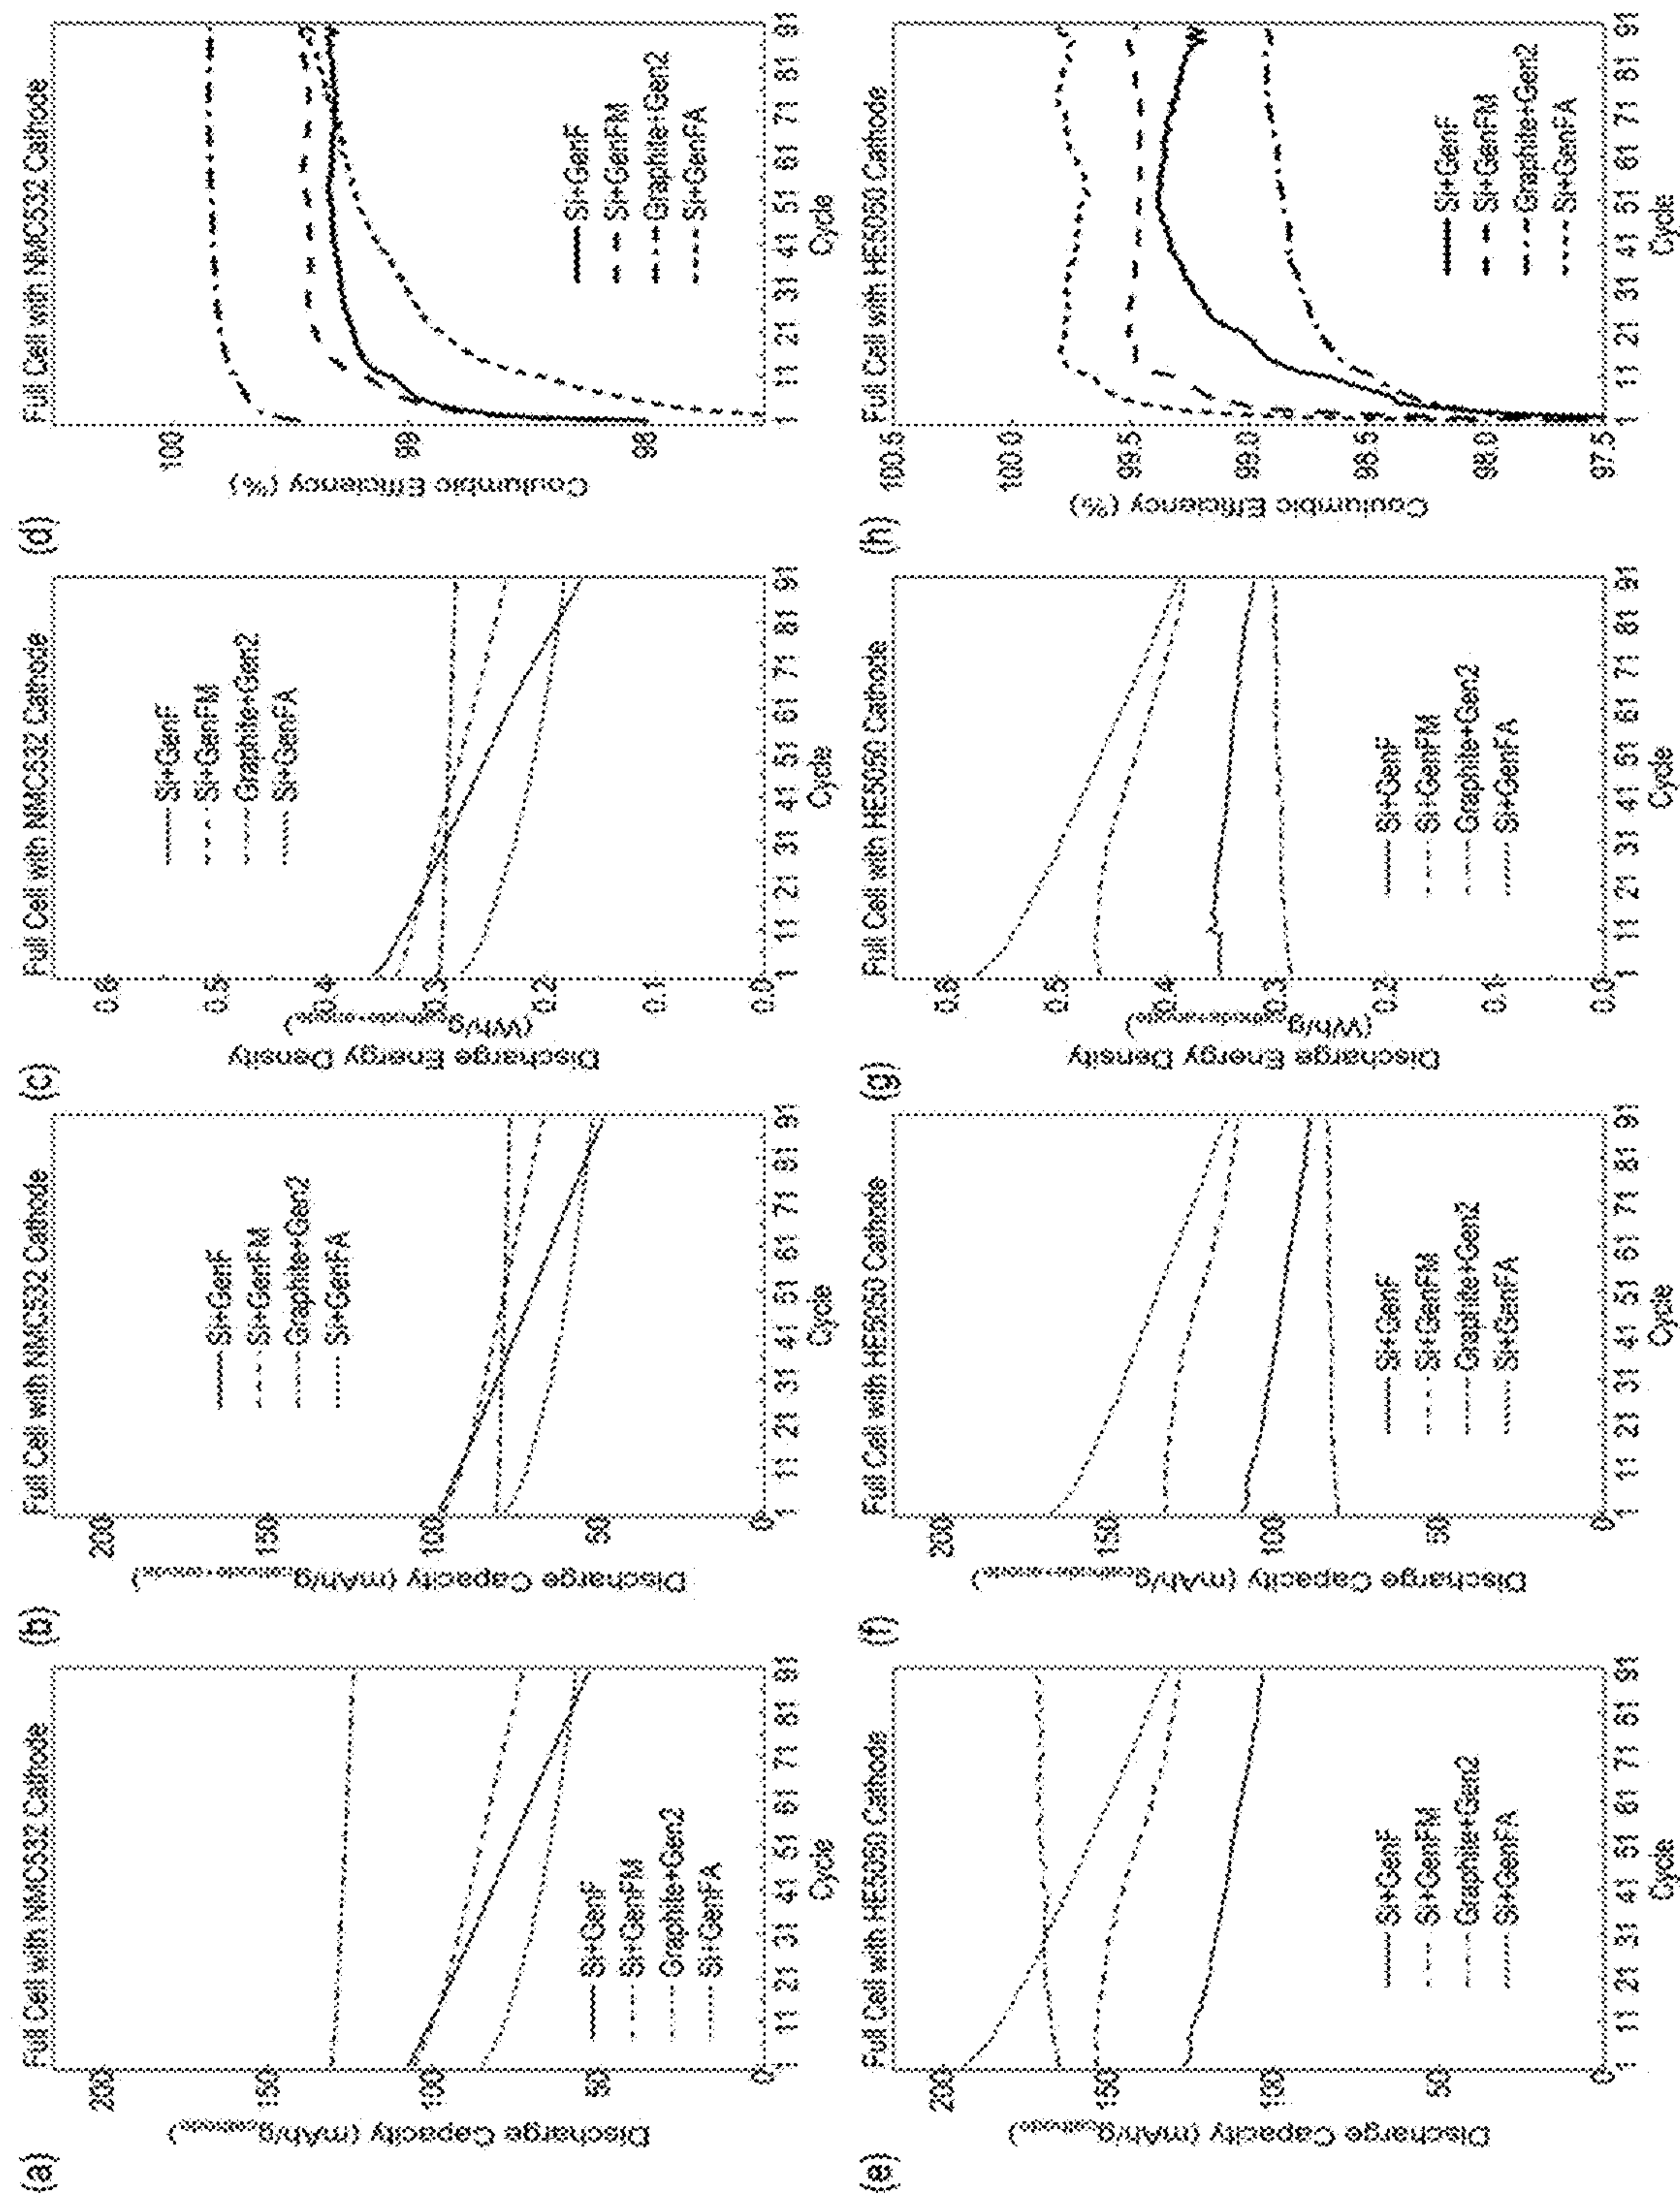 (a)
Full Cell with NMC532 Cathode
Discharge Capacity (mAh/g cathode)
200
150
100
50
0
Si+GenF
Si+GenFM
Graphite+Gen2
Si+GenFA
1 11 21 31 41 51 61 71 81 91
Cycle
(b)
Full Cell with NMC532 Cathode
Discharge Capacity (mAh/g cathode+anode)
200
150
100
50
0
Si+GenF
Si+GenFM
Graphite+Gen2
Si+GenFA
1 11 21 31 41 51 61 71 81 91
Cycle
(c)
Full Cell with NMC532 Cathode
Discharge Energy Density
(Wh/g cathode+anode)
0.6
0.5
0.4
0.3
0.2
0.1
0.0
Si+GenF
Si+GenFM
Graphite+Gen2
Si+GenFA
1 11 21 31 41 51 61 71 81 91
Cycle
(d)
Full Cell with NMC532 Cathode
Coulumbic Efficiency (%)
100
99
98
Si+GenF
Si+GenFM
Graphite+Gen2
Si+GenFA
1 11 21 31 41 51 61 71 81 91
Cycle
(e)
Full Cell with HE5050 Cathode
Discharge Capacity (mAh/g cathode)
200
150
100
50
0
Si+GenF
Si+GenFM
Graphite+Gen2
Si+GenFA
1 11 21 31 41 51 61 71 81 91
Cycle
(f)
Full Cell with HE5050 Cathode
Discharge Capacity (mAh/g cathode+anode)
200
150
100
50
0
Si+GenF
Si+GenFM
Graphite+Gen2
Si+GenFA
1 11 21 31 41 51 61 71 81 91
Cycle
(g)
Full Cell with HE5050 Cathode
Discharge Energy Density
(Wh/g cathode+anode)
0.6
0.5
0.4
0.3
0.2
0.1
0.0
Si+GenF
Si+GenFM
Graphite+Gen2
Si+GenFA
1 11 21 31 41 51 61 71 81 91
Cycle
(h)
Full Cell with HE5050 Cathode
Coulumbic Efficiency (%)
100.5
100.0
99.5
99.0
98.5
98.0
97.5
Si+GenF
Si+GenFM
Graphite+Gen2
Si+GenFA
1 11 21 31 41 51 61 71 81 91
Cycle